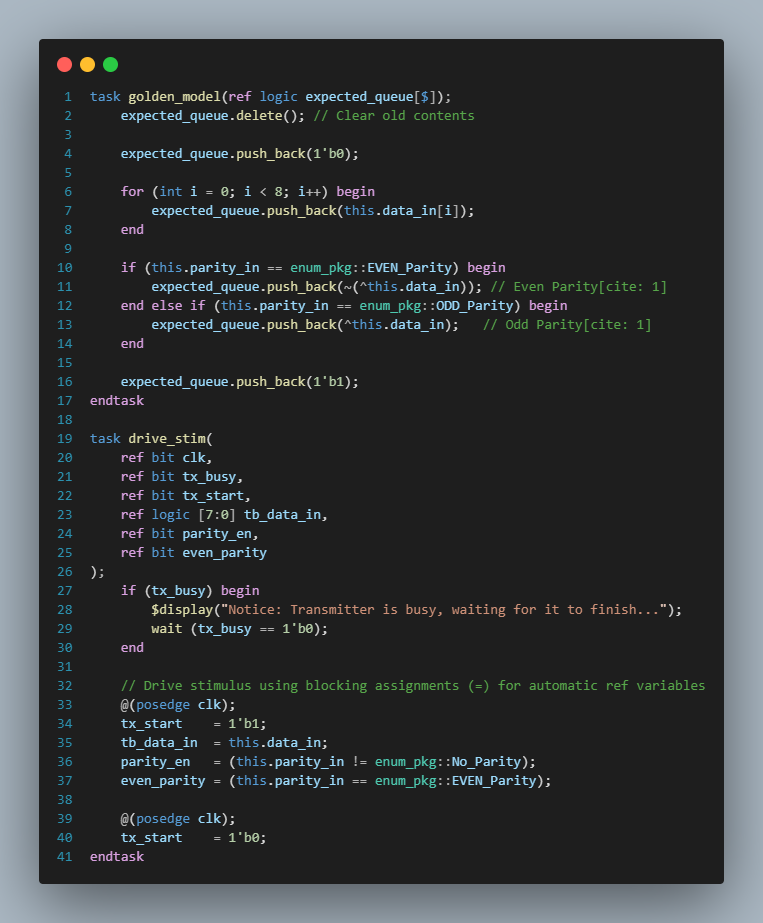 1 task golden_model(ref logic expected_queue[$]);
2     expected_queue.delete(); // Clear old contents
3
4     expected_queue.push_back(1'b0);
5
6     for (int i = 0; i < 8; i++) begin
7         expected_queue.push_back(this.data_in[i]);
8     end
9
10     if (this.parity_in == enum_pkg::EVEN_Parity) begin
11         expected_queue.push_back(~(^this.data_in)); // Even Parity[cite: 1]
12     end else if (this.parity_in == enum_pkg::ODD_Parity) begin
13         expected_queue.push_back(^this.data_in);   // Odd Parity[cite: 1]
14     end
15
16     expected_queue.push_back(1'b1);
17 endtask
18
19 task drive_stim(
20     ref bit clk,
21     ref bit tx_busy,
22     ref bit tx_start,
23     ref logic [7:0] tb_data_in,
24     ref bit parity_en,
25     ref bit even_parity
26 );
27     if (tx_busy) begin
28         $display("Notice: Transmitter is busy, waiting for it to finish...");
29         wait (tx_busy == 1'b0);
30     end
31
32     // Drive stimulus using blocking assignments (=) for automatic ref variables
33     @(posedge clk);
34     tx_start    = 1'b1;
35     tb_data_in  = this.data_in;
36     parity_en   = (this.parity_in != enum_pkg::No_Parity);
37     even_parity = (this.parity_in == enum_pkg::EVEN_Parity);
38
39     @(posedge clk);
40     tx_start    = 1'b0;
41 endtask